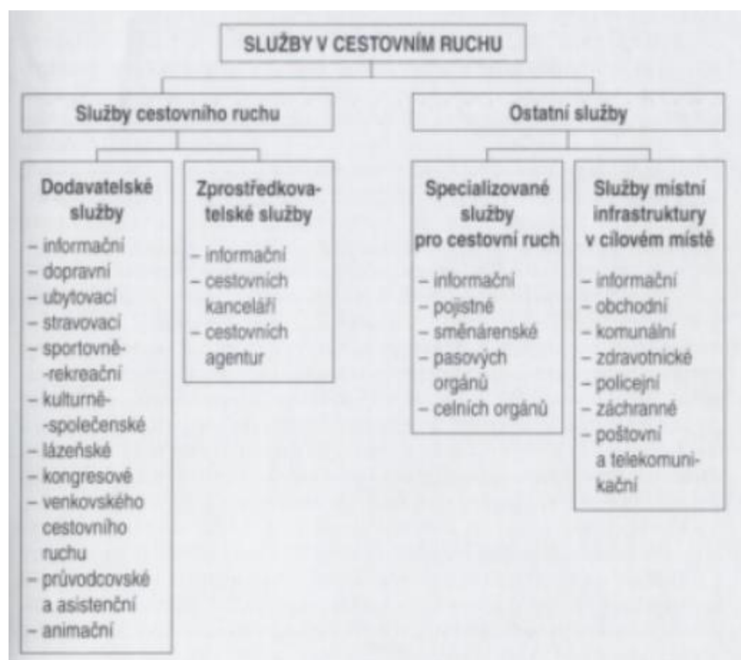 SLUŽBY V CESTOVNÍM RUCHU
Služby cestovního ruchu
Ostatní služby
Dodavatelské
služby
– informační
– dopravní
– ubytovací
– stravovací
– sportovně-
-rekreační
– kulturně-
-společenské
– lázeňské
– kongresové
– venkovského
cestovního
ruchu
– průvodcovské
a asistenční
– animační
Zprostředkova-
telské služby
– informační
– cestovních
kanceláří
– cestovních
agentur
Specializované
služby
pro cestovní ruch
– informační
– pojistné
– směnárenské
– pasových
orgánů
– celních orgánů
Služby místní
infrastruktury
v cílovém místě
– informační
– obchodní
– komunální
– zdravotnické
– policejní
– záchranné
– poštovní
a telekomuni-
kační